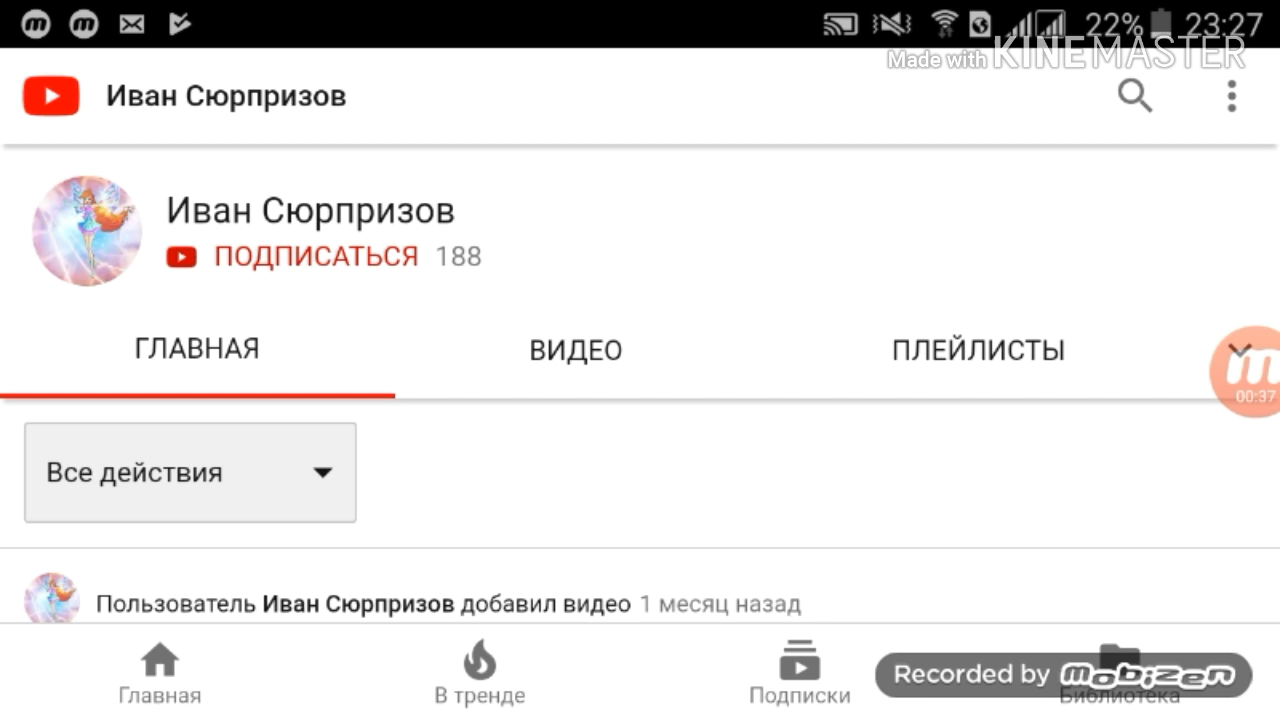 22% 23:27
Made with KINEMASTER
Иван Сюрпризов
Иван Сюрпризов
ПОДПИСАТЬСЯ 188
ГЛАВНАЯ ВИДЕО ПЛЕЙЛИСТЫ
00:37
Все действия
Пользователь Иван Сюрпризов добавил видео 1 месяц назад
Recorded by mobizen
Главная В тренде Подписки Библиотека